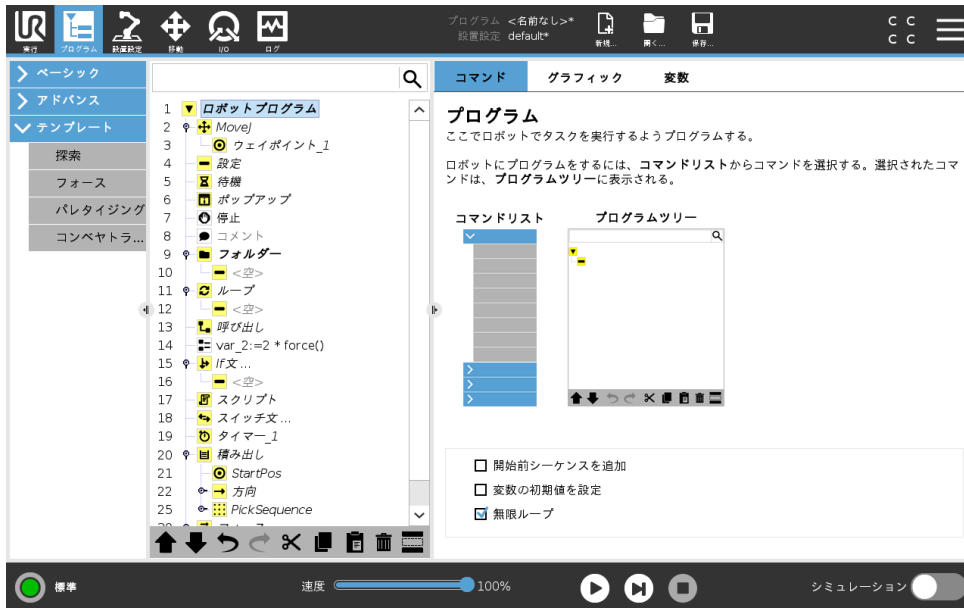 UR
実行
プログラム
設置設定
移動
I/O
ログ
プログラム <名前なし>*
設置設定 default*
新規...
開く...
保存...
C C
C C
ベーシック
アドバンス
テンプレート
探索
フォース
パレタイジング
コンベヤトラ...
1 ロボットプログラム
2 MoveJ
3 ウェイポイント_1
4 設定
5 待機
6 ポップアップ
7 停止
8 コメント
9 フォルダー
10 <空>
11 ループ
12 <空>
13 呼び出し
14 var_2:=2 * force()
15 If文 ...
16 <空>
17 スクリプト
18 スイッチ文 ...
19 タイマー_1
20 積み出し
21 StartPos
22 方向
25 PickSequence
コマンド
グラフィック
変数
プログラム
ここでロボットでタスクを実行するようプログラムする。
ロボットにプログラムをするには、コマンドリストからコマンドを選択する。選択されたコマ
ンドは、プログラムツリーに表示される。
コマンドリスト
プログラムツリー
開始前シーケンスを追加
変数の初期値を設定
無限ループ
標準
速度
100%
シミュレーション